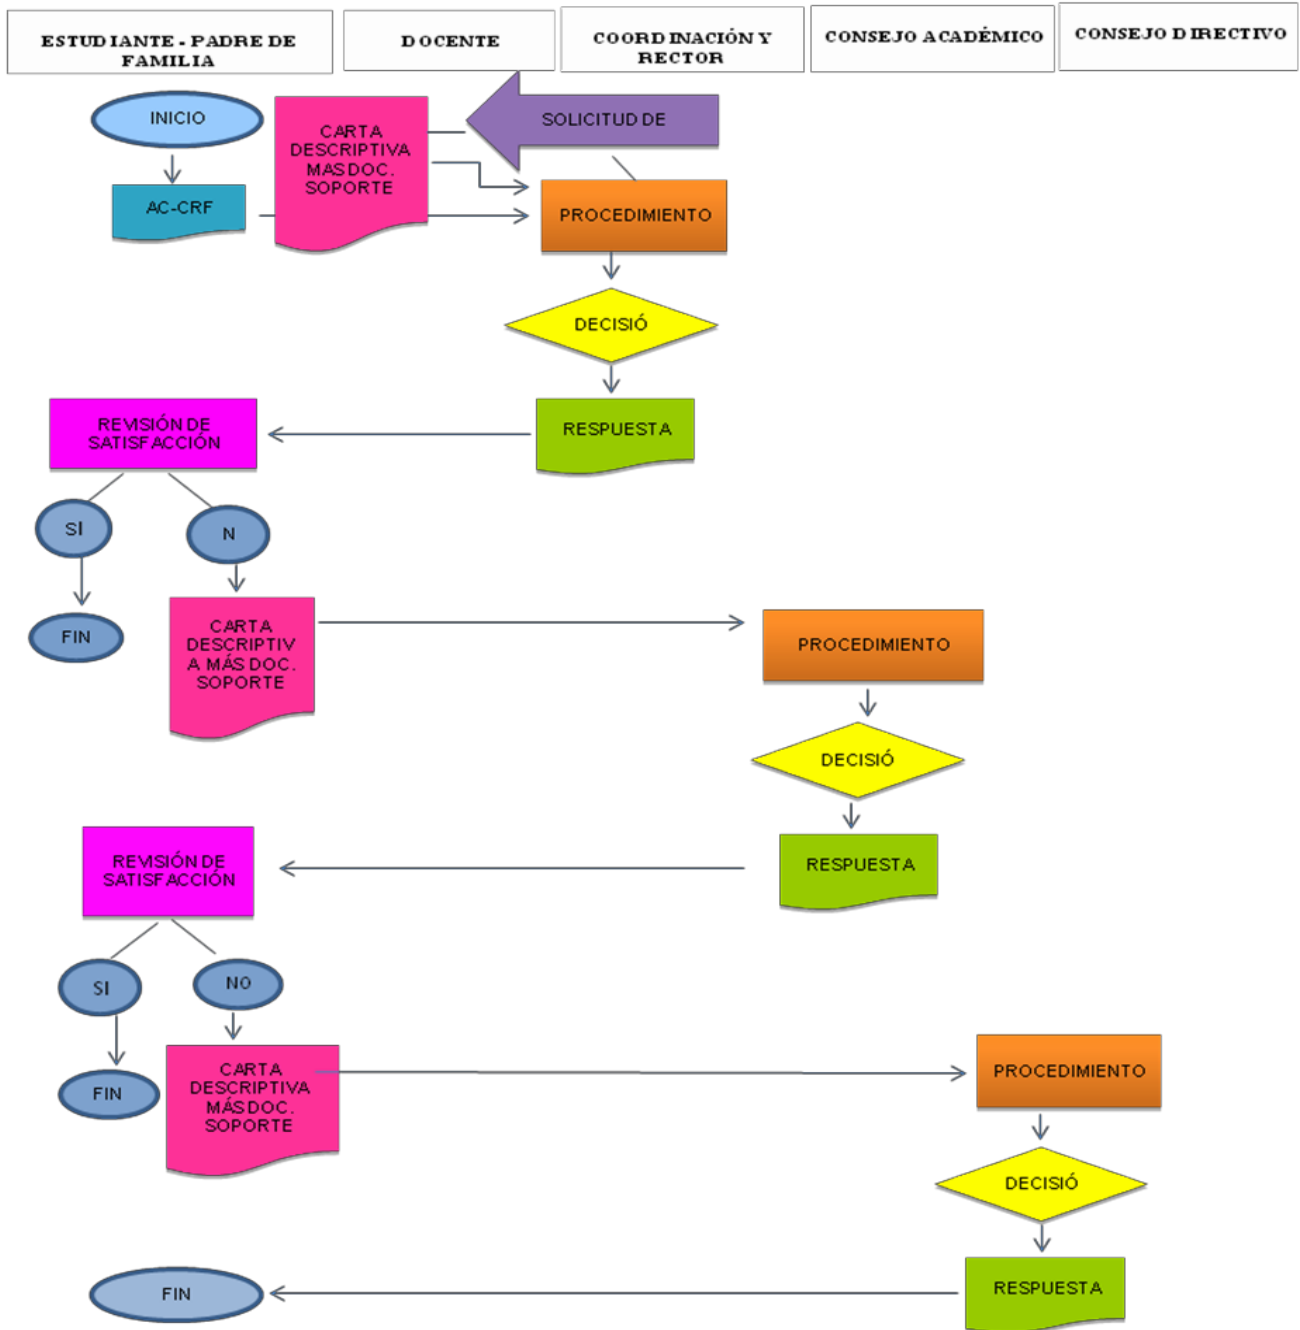 ESTUDIANTE - PADRE DE
FAMILIA
DOCENTE
COORDINACIÓN Y
RECTOR
CONSEJO ACADÉMICO
CONSEJO DIRECTIVO
INICIO
CARTA
DESCRIPTIVA
MAS DOC.
SOPORTE
SOLICITUD DE
AC-CRF
PROCEDIMIENTO
DECISIÓ
REVISIÓN DE
SATISFACCIÓN
RESPUESTA
SI
N
FIN
CARTA
DESCRIPTIV
A MÁS DOC.
SOPORTE
PROCEDIMIENTO
DECISIÓ
REVISIÓN DE
SATISFACCIÓN
RESPUESTA
SI
NO
FIN
CARTA
DESCRIPTIVA
MÁS DOC.
SOPORTE
PROCEDIMIENTO
DECISIÓ
FIN
RESPUESTA